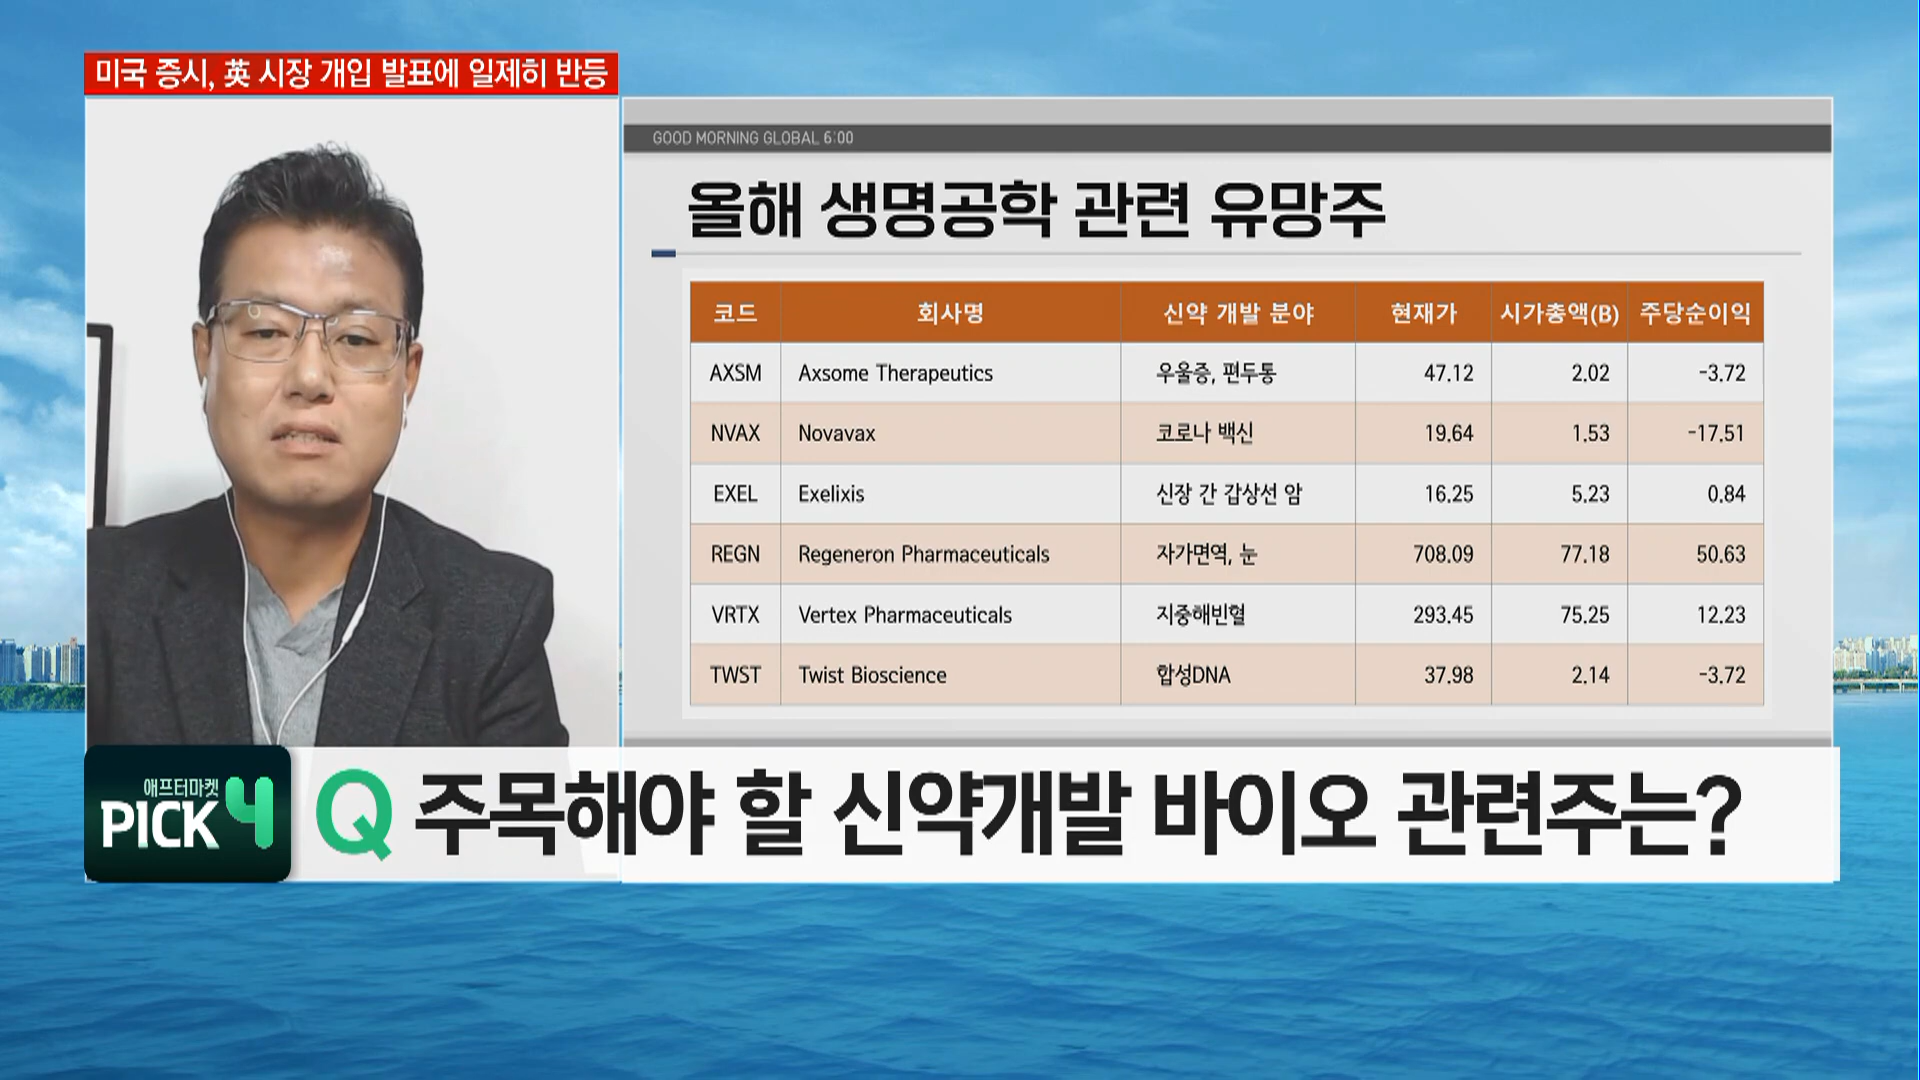 미국 증시, 英 시장 개입 발표에 일제히 반등
GOOD MORNING GLOBAL 6:00
올해 생명공학 관련 유망주
코드 회사명 신약 개발 분야 현재가 시가총액(B) 주당순이익
AXSM Axsome Therapeutics 우울증, 편두통 47.12 2.02 -3.72
NVAX Novavax 코로나 백신 19.64 1.53 -17.51
EXEL Exelixis 신장 간 갑상선 암 16.25 5.23 0.84
REGN Regeneron Pharmaceuticals 자가면역, 눈 708.09 77.18 50.63
VRTX Vertex Pharmaceuticals 지중해빈혈 293.45 75.25 12.23
TWST Twist Bioscience 합성DNA 37.98 2.14 -3.72
애프터마켓
PICK 4
Q 주목해야 할 신약개발 바이오 관련주는?